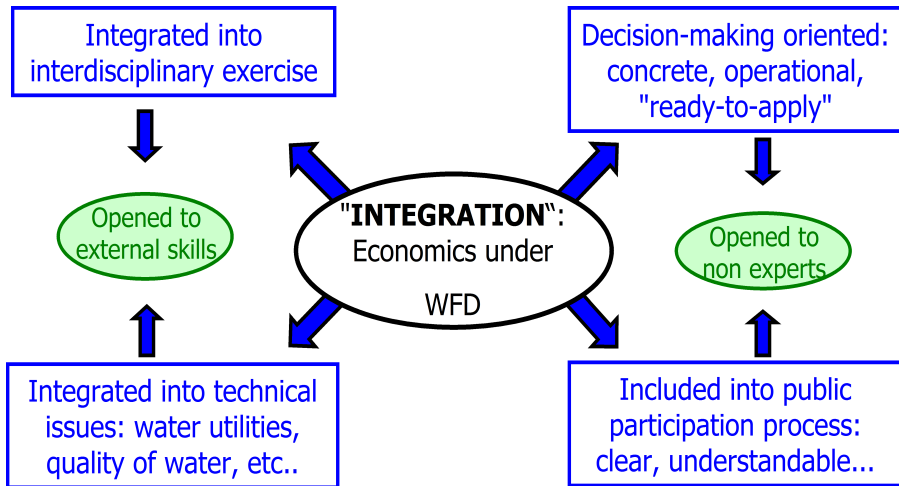 Integrated into
interdisciplinary exercise
Decision-making oriented:
concrete, operational,
"ready-to-apply"
Opened to
external skills
"INTEGRATION“:
Economics under
WFD
Opened to
non experts
Integrated into technical
issues: water utilities,
quality of water, etc..
Included into public
participation process:
clear, understandable...